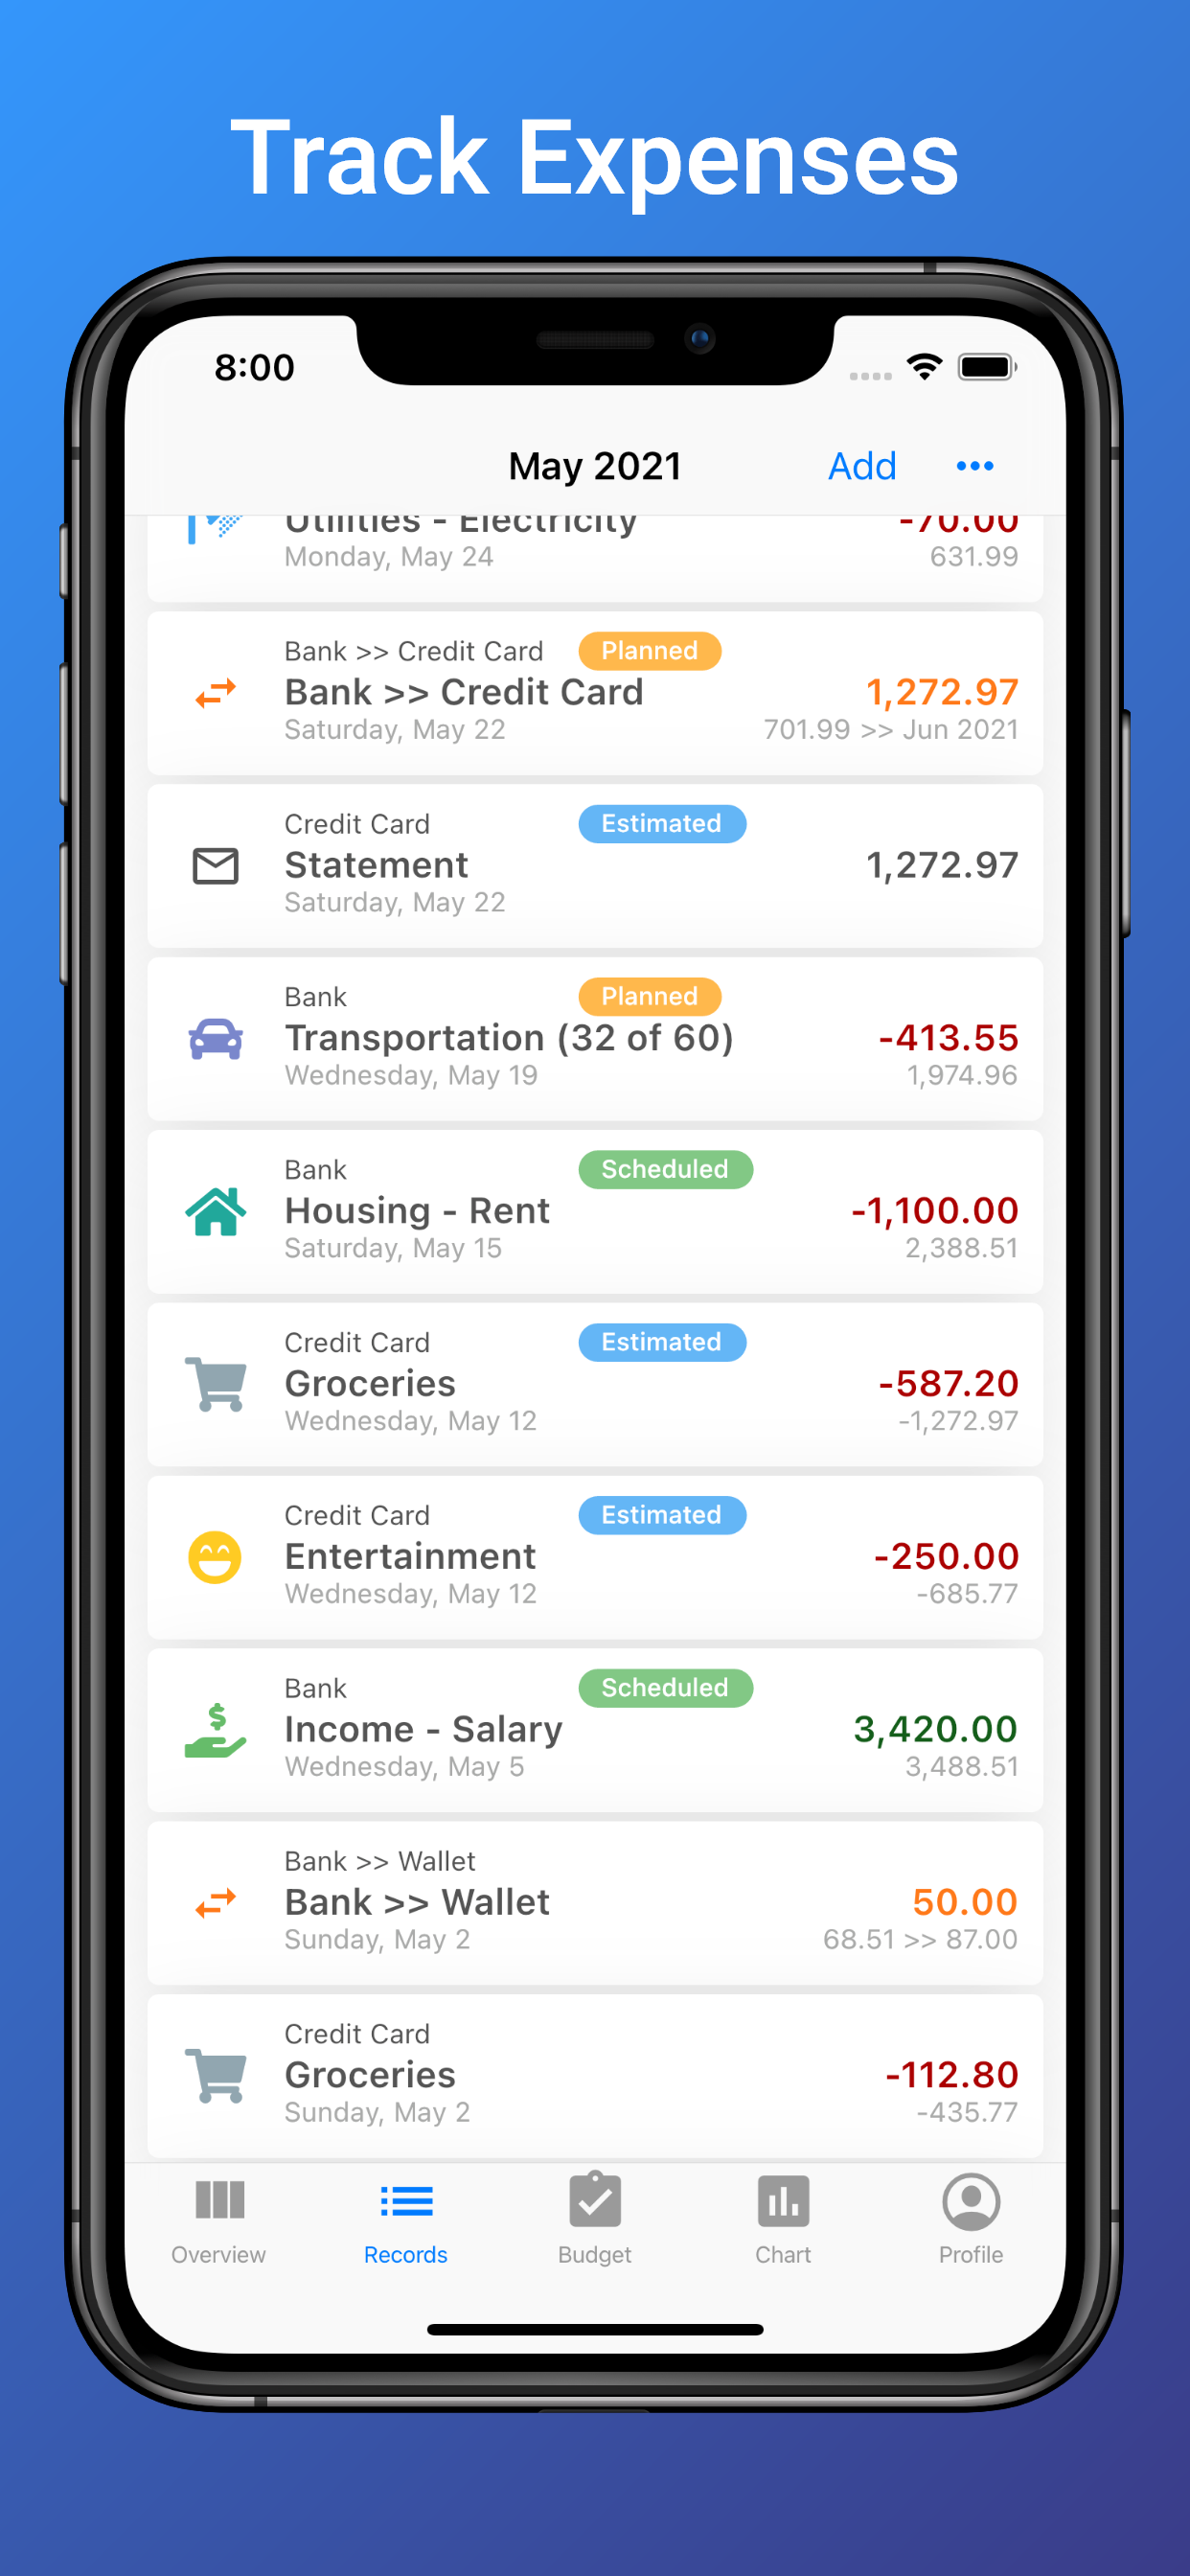 Track Expenses
8:00
May 2021
Add
Utilities - Electricity
-70.00
Monday, May 24
631.99
Bank >> Credit Card
Planned
Bank >> Credit Card
1,272.97
Saturday, May 22
701.99 >> Jun 2021
Credit Card
Estimated
Statement
1,272.97
Saturday, May 22
Bank
Planned
Transportation (32 of 60)
-413.55
Wednesday, May 19
1,974.96
Bank
Scheduled
Housing - Rent
-1,100.00
Saturday, May 15
2,388.51
Credit Card
Estimated
Groceries
-587.20
Wednesday, May 12
-1,272.97
Credit Card
Estimated
Entertainment
-250.00
Wednesday, May 12
-685.77
Bank
Scheduled
Income - Salary
3,420.00
Wednesday, May 5
3,488.51
Bank >> Wallet
Bank >> Wallet
50.00
Sunday, May 2
68.51 >> 87.00
Credit Card
Groceries
-112.80
Sunday, May 2
-435.77
Overview
Records
Budget
Chart
Profile